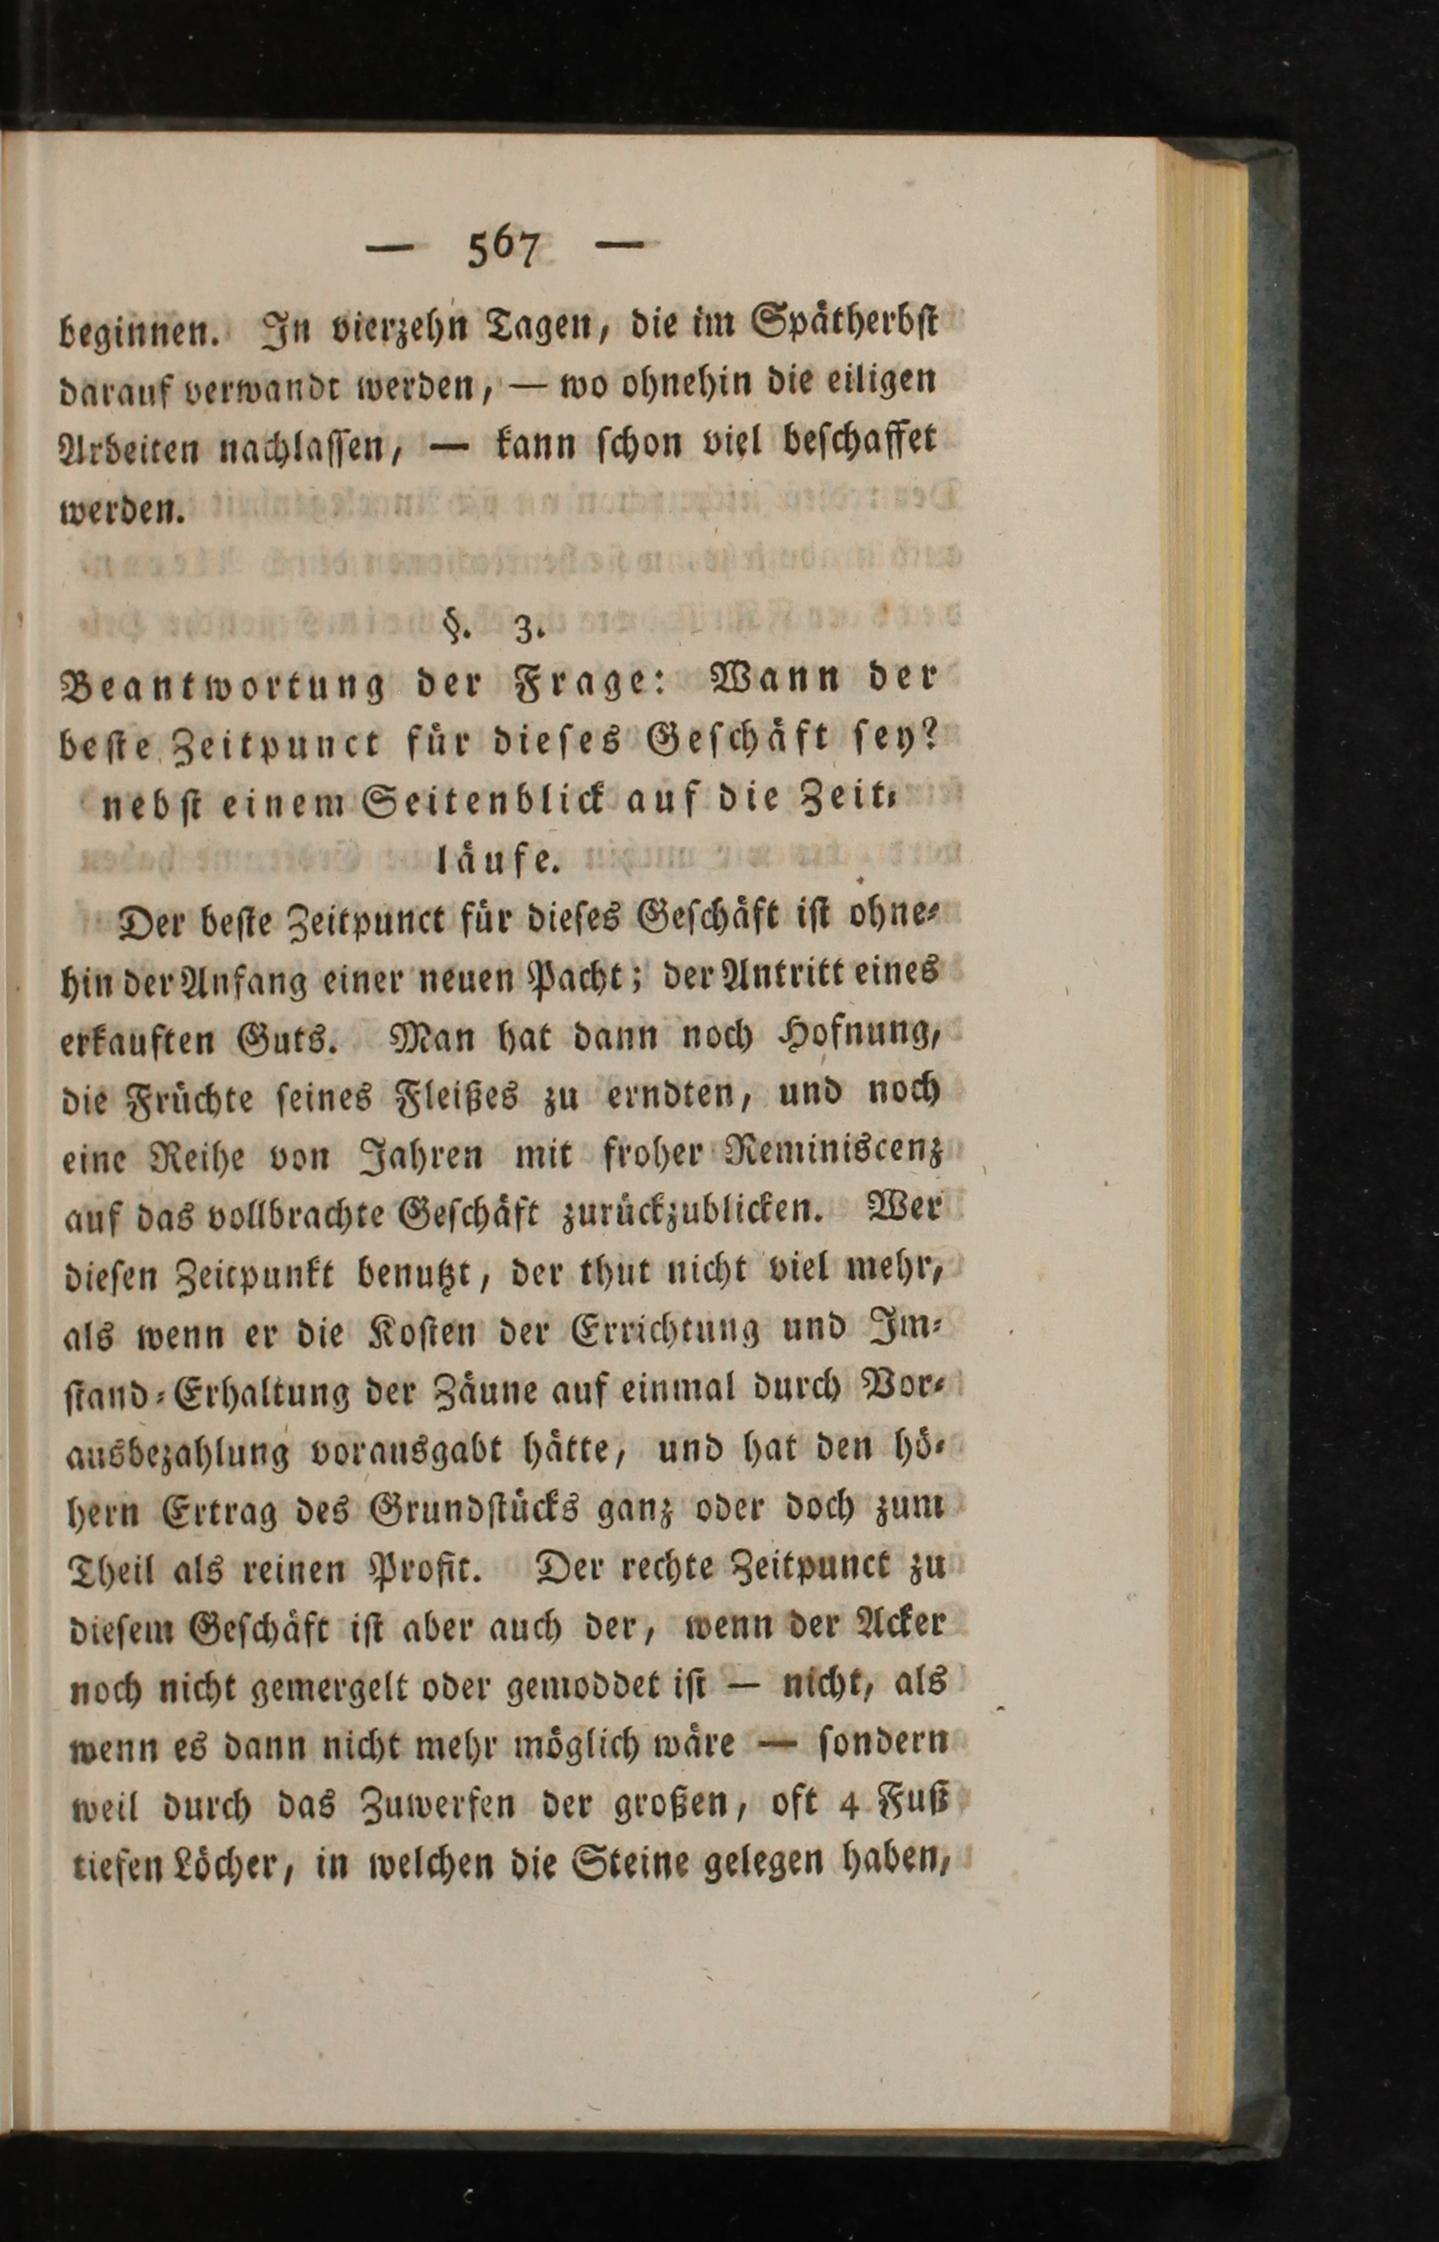 — 567 —
beginnen. In vierzehn Tagen, die im Spätherbſt
darauf verwandt werden, — wo ohnehin die eiligen
Arbeiten nachlaſſen, — kann ſchon viel beſchaffet
werden.
§. 3.
Beantwortung der Frage: Wann der
beſte Zeitpunct für dieſes Geſchäft ſey?
nebſt einem Seitenblick auf die Zeit⸗
läufe.
Der beſte Zeitpunct für dieſes Geſchäft iſt ohne⸗
hin der Anfang einer neuen Pacht; der Antritt eines
erkauften Guts. Man hat dann noch Hofnung,
die Früchte ſeines Fleißes zu erndten, und noch
eine Reihe von Jahren mit froher Reminiscenz
auf das vollbrachte Geſchäft zurückzublicken. Wer
dieſen Zeitpunkt benutzt, der thut nicht viel mehr,
als wenn er die Koſten der Errichtung und Im⸗
ſtand⸗Erhaltung der Zäune auf einmal durch Vor⸗
ausbezahlung vorausgabt hätte, und hat den hö⸗
hern Ertrag des Grundſtücks ganz oder doch zum
Theil als reinen Profit. Der rechte Zeitpunct zu
dieſem Geſchäft iſt aber auch der, wenn der Acker
noch nicht gemergelt oder gemoddet iſt — nicht, als
wenn es dann nicht mehr möglich wäre — ſondern
weil durch das Zuwerfen der großen, oft 4 Fuß
tiefen Löcher, in welchen die Steine gelegen haben,